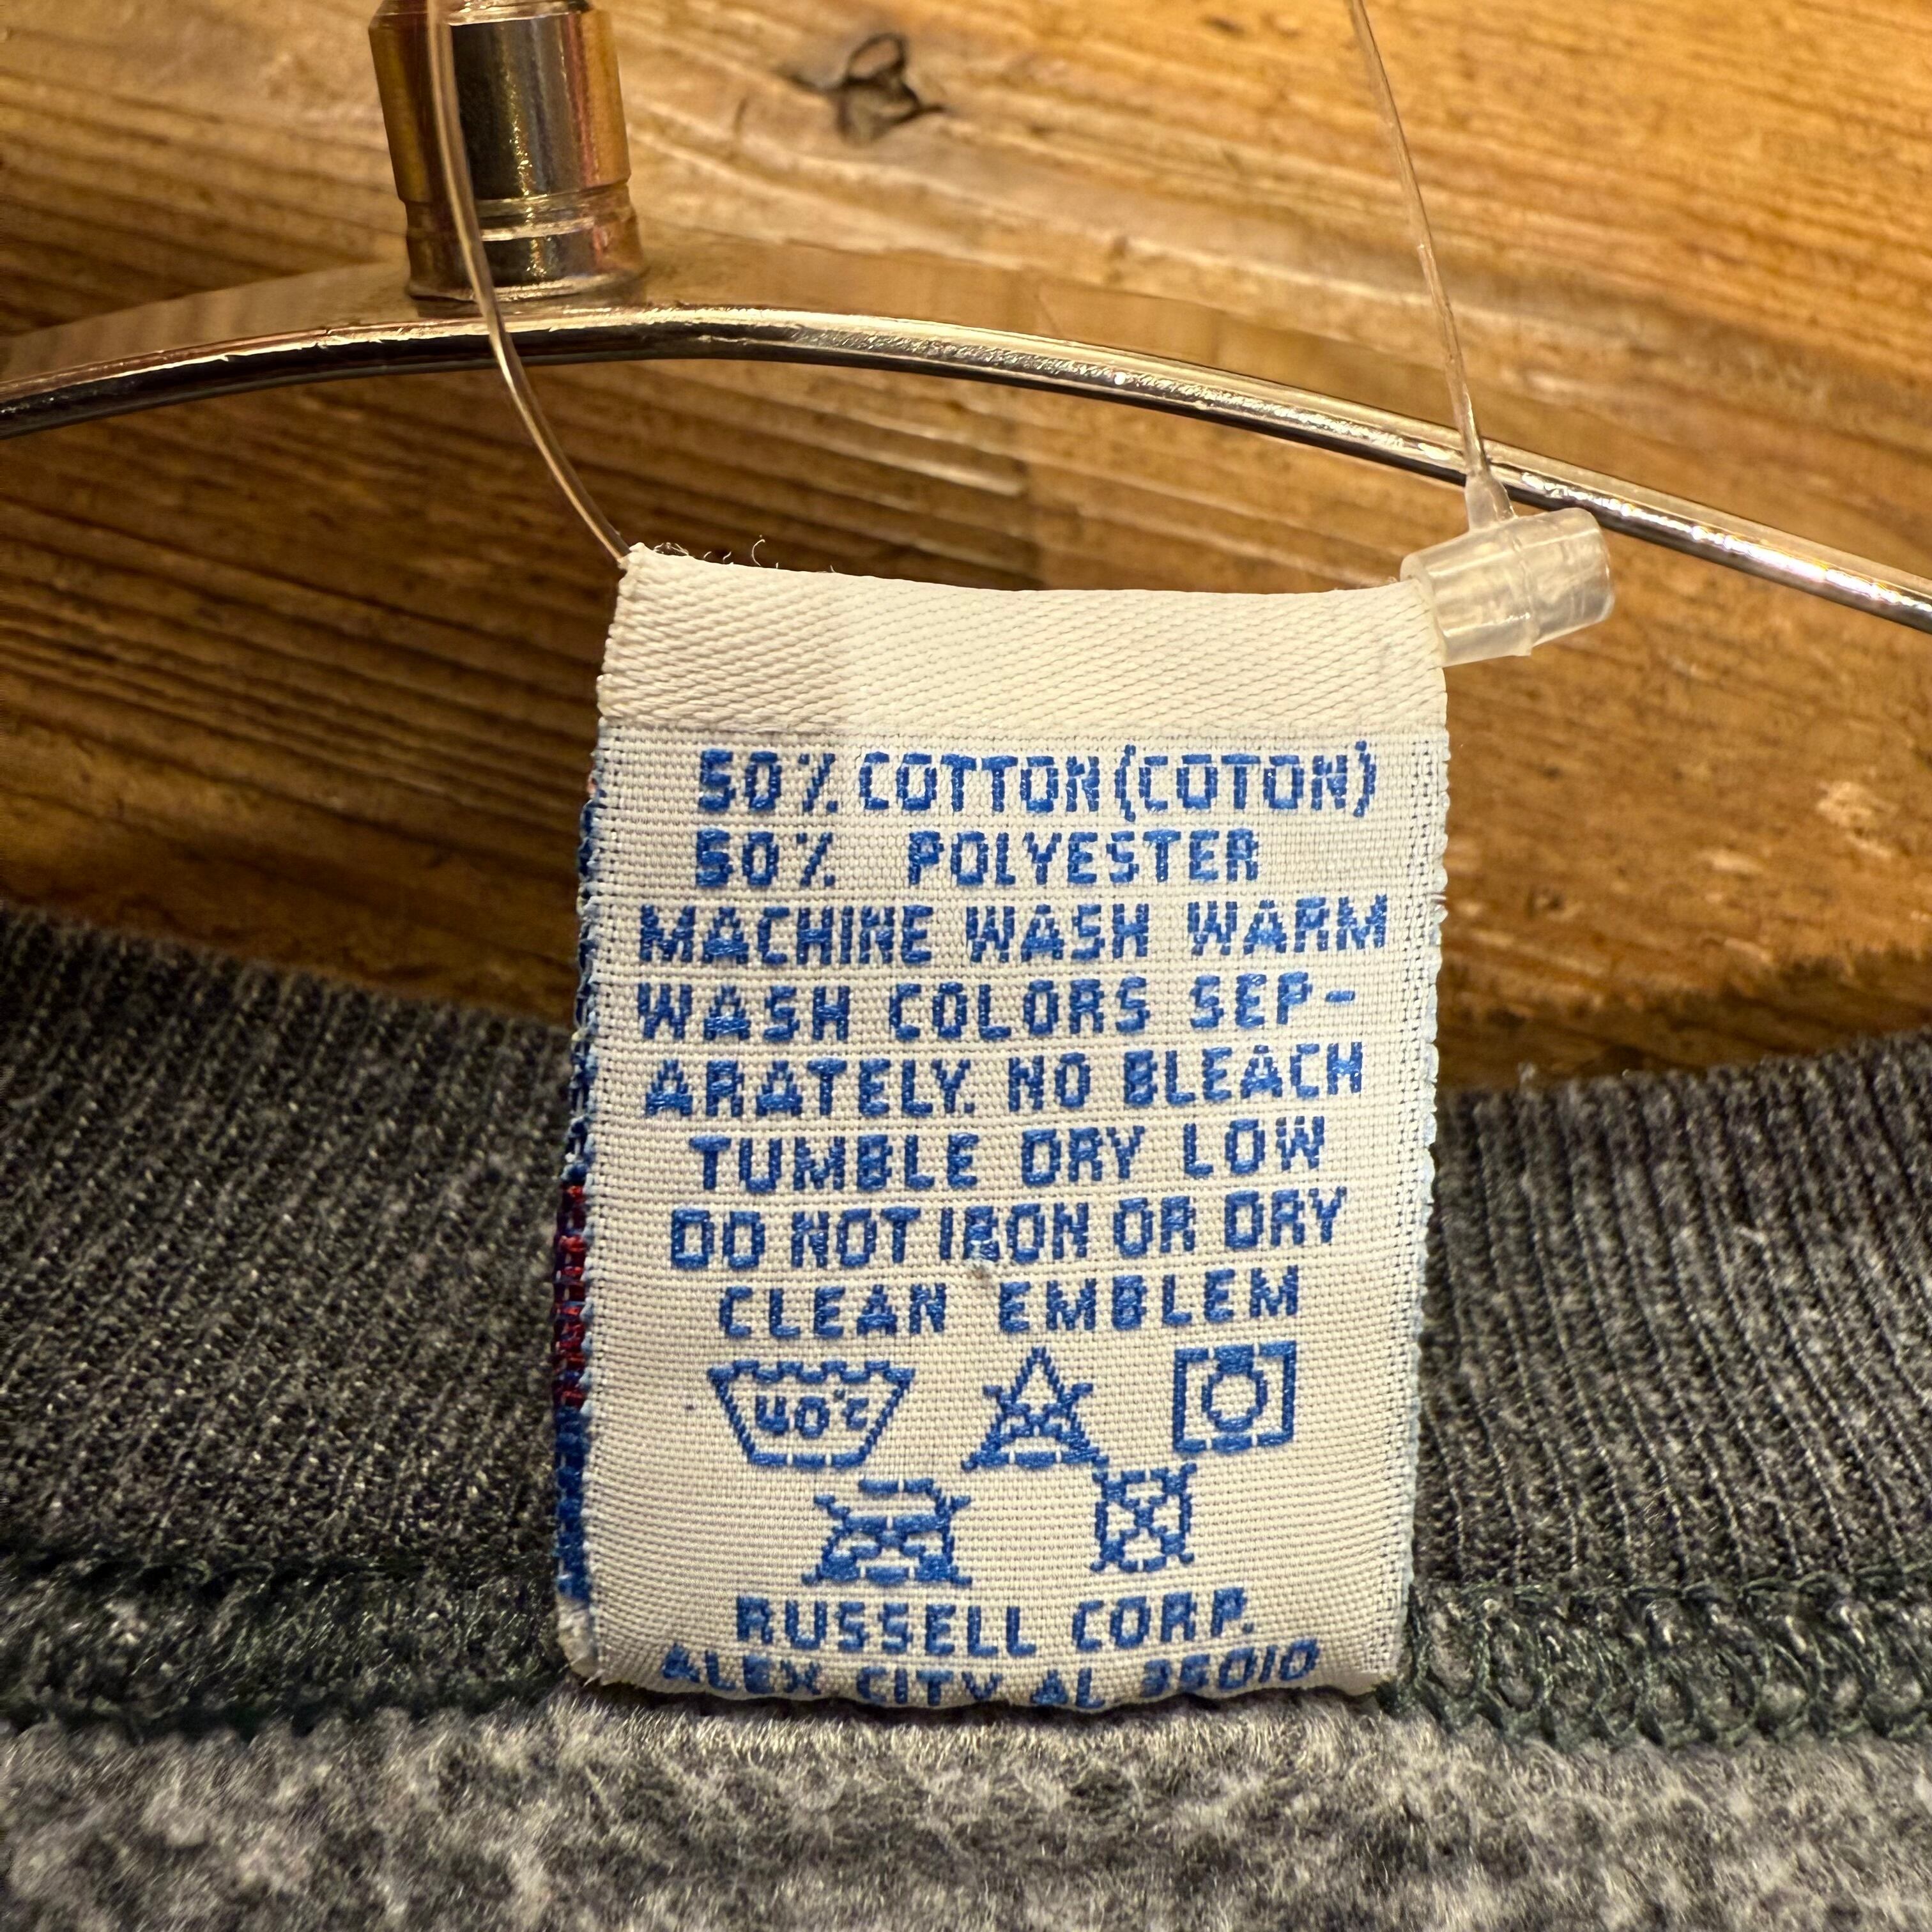 50% COTTON (COTON)
50% POLYESTER
MACHINE WASH WARM
WASH COLORS SEP-
ARATELY. NO BLEACH
TUMBLE DRY LOW
DO NOT IRON OR DRY
CLEAN EMBLEM
40°C
RUSSELL CORP.
ALEX CITY AL 35010